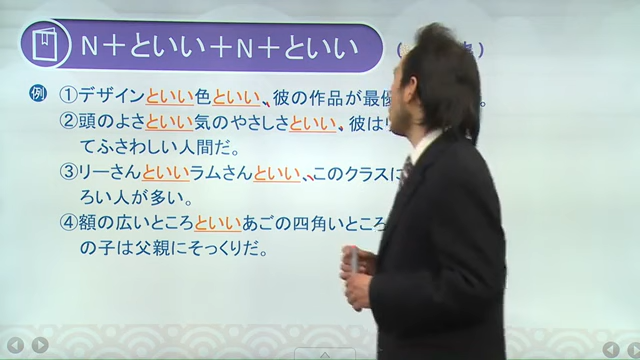 N＋といい＋N＋といい
例 ①デザインといい色といい、彼の作品が最優
②頭のよさといい気のやさしさといい、彼は
てふさわしい人間だ。
③リーさんといいラムさんといい、このクラスに
ろい人が多い。
④額の広いところといいあごの四角いところ
の子は父親にそっくりだ。